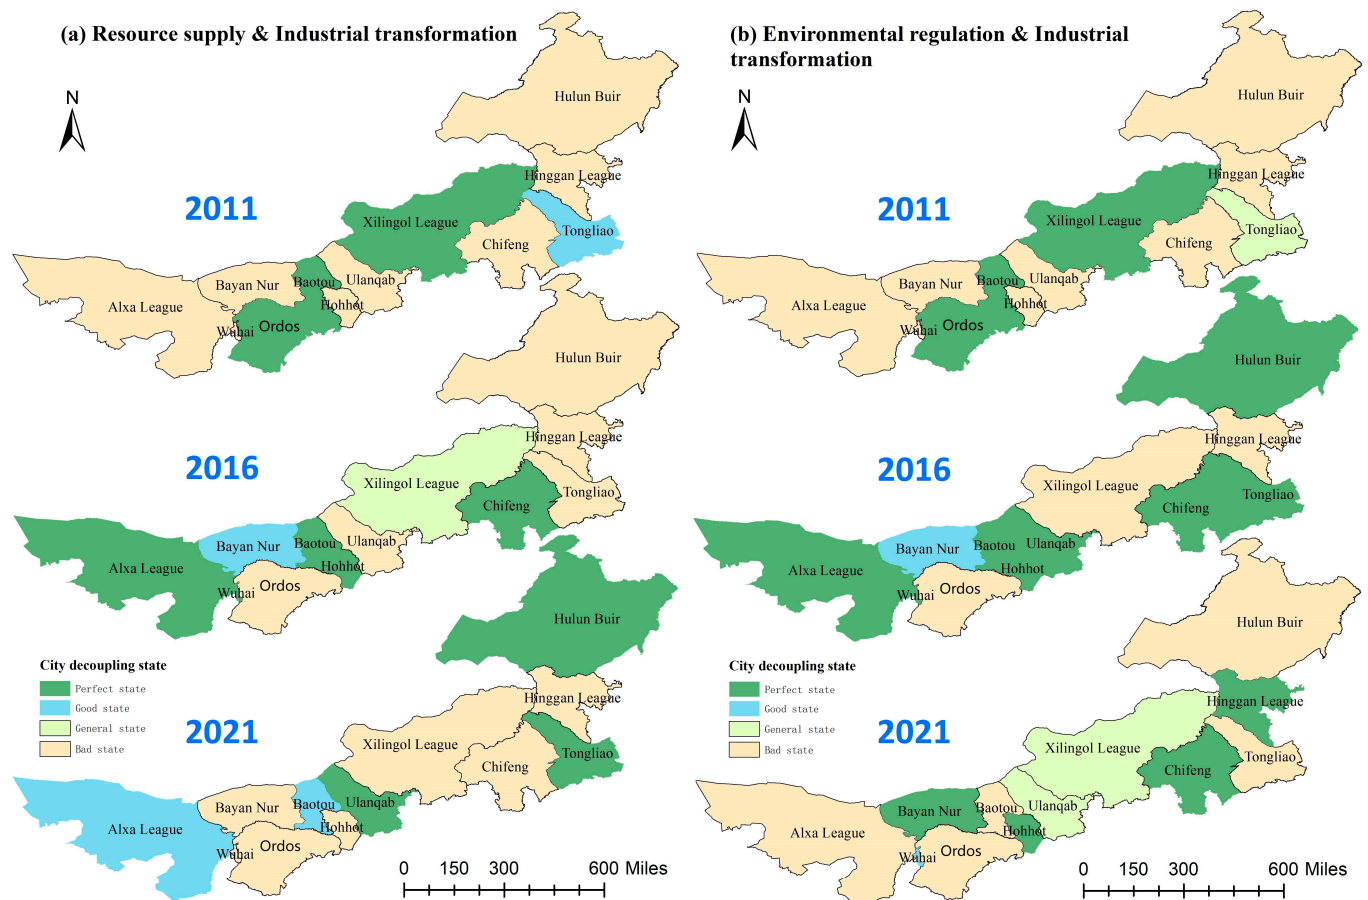 (a) Resource supply & Industrial transformation
N
2011
Hulun Buir
Hinggan League
Xilingol League
Tongliao
Chifeng
Bayan Nur
Baotou
Ulanqab
Alxa League
Hohhot
Wuhai
Ordos
2016
Hulun Buir
Hinggan League
Xilingol League
Tongliao
Chifeng
Bayan Nur
Baotou
Ulanqab
Alxa League
Hohhot
Wuhai
Ordos
2021
Hulun Buir
Hinggan League
Xilingol League
Tongliao
Chifeng
Bayan Nur
Baotou
Ulanqab
Alxa League
Hohhot
Wuhai
Ordos
City decoupling state
Perfect state
Good state
General state
Bad state
0 150 300 600 Miles
(b) Environmental regulation & Industrial
transformation
N
2011
Hulun Buir
Hinggan League
Xilingol League
Tongliao
Chifeng
Bayan Nur
Baotou
Ulanqab
Alxa League
Hohhot
Wuhai
Ordos
2016
Hulun Buir
Hinggan League
Xilingol League
Tongliao
Chifeng
Bayan Nur
Baotou
Ulanqab
Alxa League
Hohhot
Wuhai
Ordos
2021
Hulun Buir
Hinggan League
Xilingol League
Tongliao
Chifeng
Bayan Nur
Baotou
Ulanqab
Alxa League
Hohhot
Wuhai
Ordos
City decoupling state
Perfect state
Good state
General state
Bad state
0 150 300 600 Miles